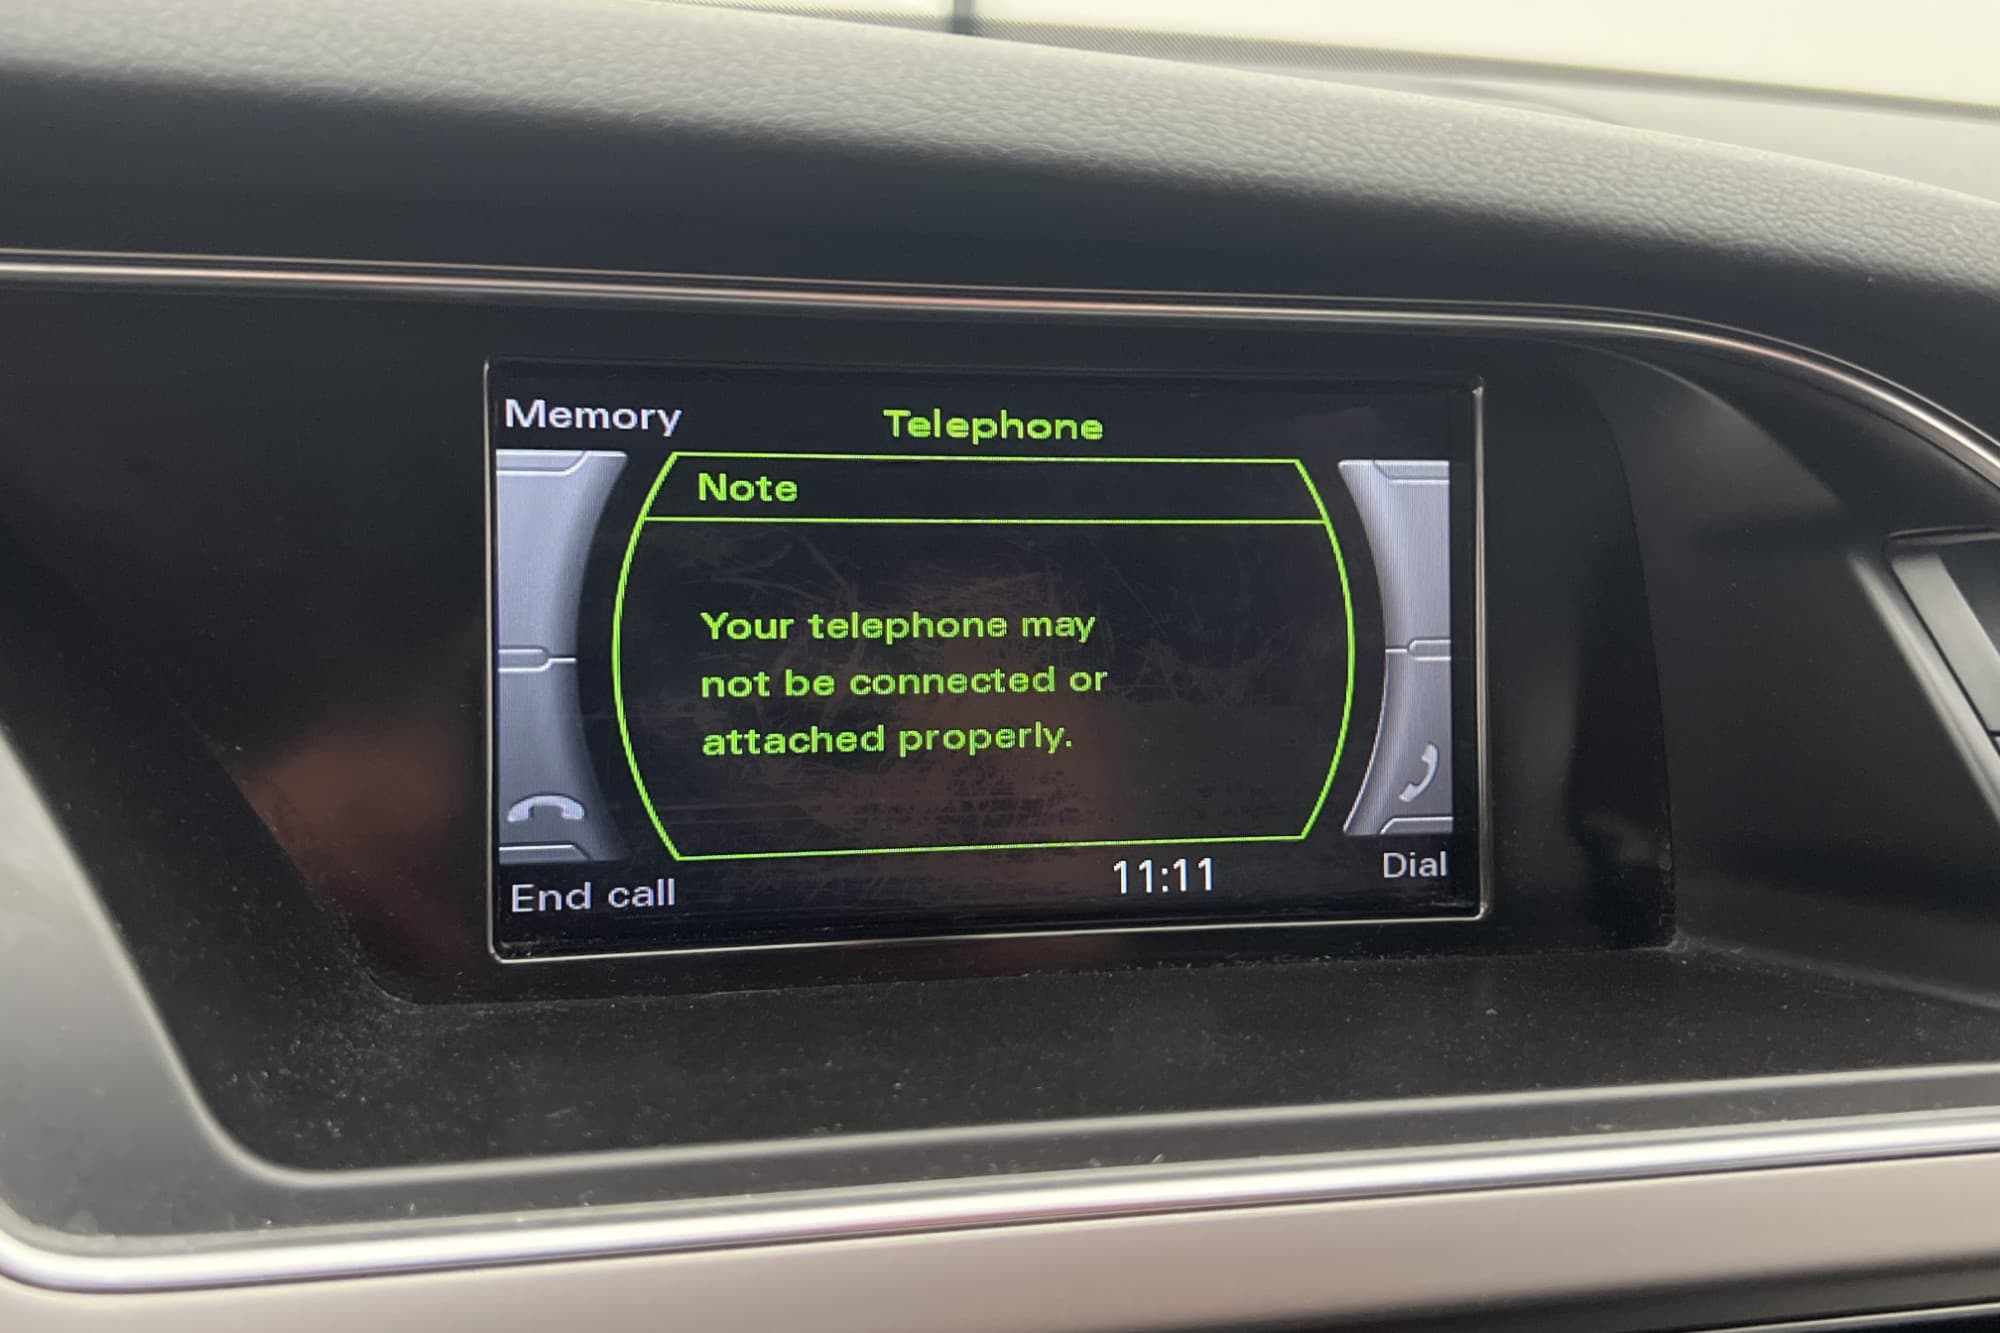 Memory
Telephone
Note
Your telephone may
not be connected or
attached properly.
11:11
Dial
End call